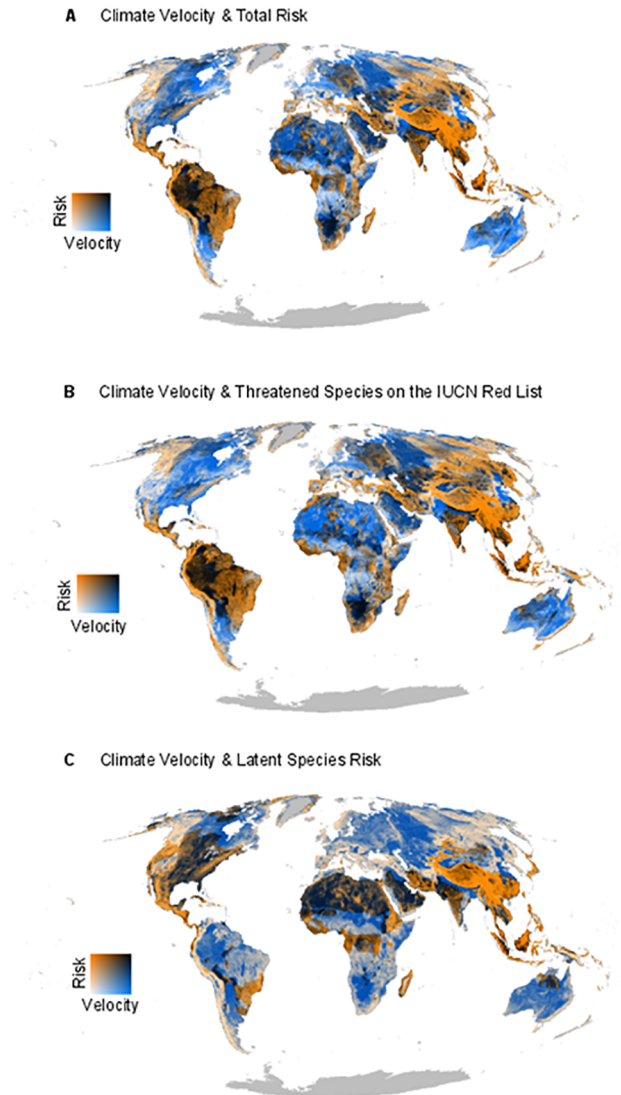 A Climate Velocity & Total Risk
Risk
Velocity
B Climate Velocity & Threatened Species on the IUCN Red List
Risk
Velocity
C Climate Velocity & Latent Species Risk
Risk
Velocity